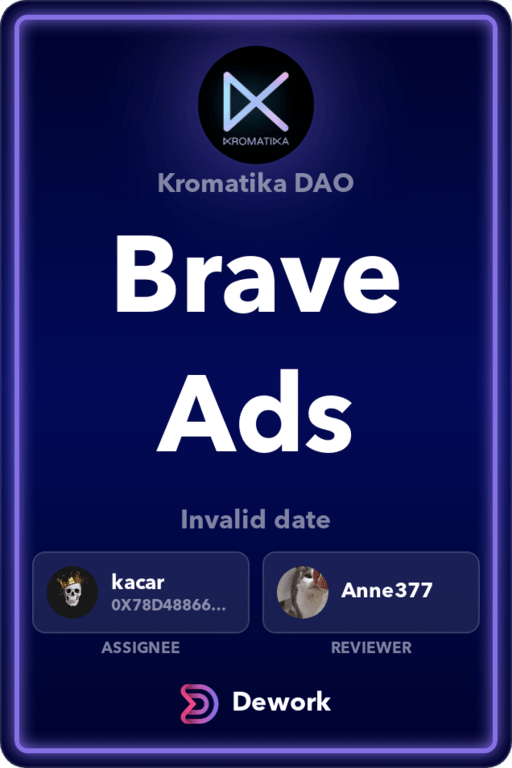 KROMATIKA
Kromatika DAO
Brave
Ads
Invalid date
kacar
0X78D48866...
Anne377
ASSIGNEE
REVIEWER
Dework